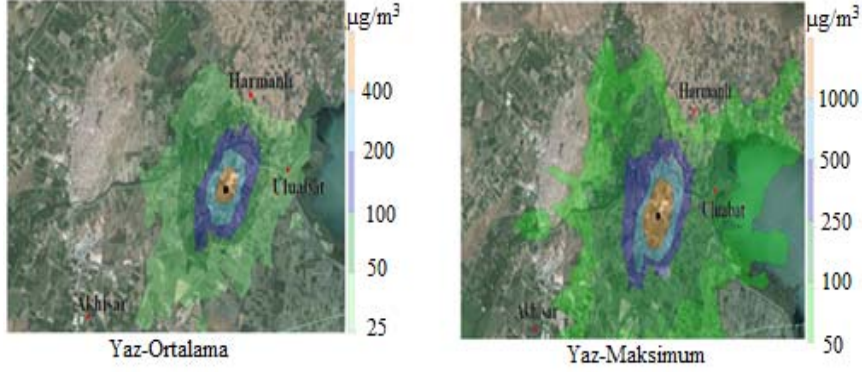 µg/m³
Harmanlı
400
200
Uluabat
100
50
Akhisar
25
Yaz-Ortalama
µg/m³
Harmanlı
1000
500
Uluabat
250
100
Akhisar
50
Yaz-Maksimum